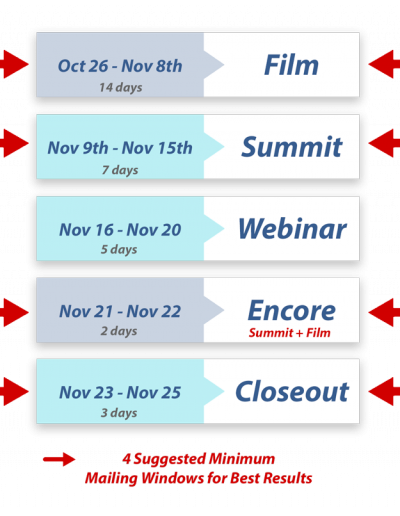 Oct 26 - Nov 8th
14 days
Film
Nov 9th - Nov 15th
7 days
Summit
Nov 16 - Nov 20
5 days
Webinar
Nov 21 - Nov 22
2 days
Encore
Summit + Film
Nov 23 - Nov 25
3 days
Closeout
4 Suggested Minimum
Mailing Windows for Best Results